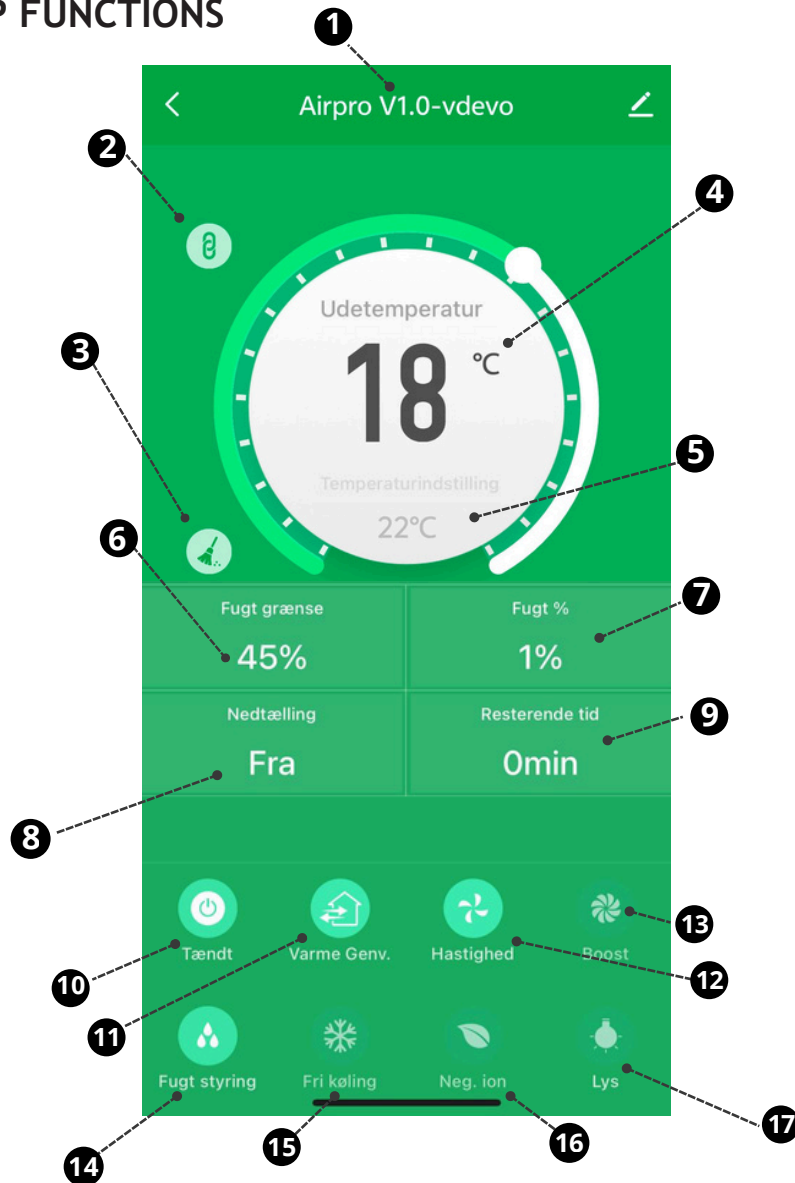 P FUNCTIONS
1
Airpro V1.0-vdevo
2
4
Udetemperatur
18 °C
3
5
Temperaturindstilling
22°C
6
7
Fugt grænse
Fugt %
45%
1%
Nedtælling
Resterende tid
9
Fra
0min
8
13
Tændt
Varme Genv.
Hastighed
Boost
10
12
11
Fugt styring
Fri køling
Neg. ion
Lys
17
14
15
16